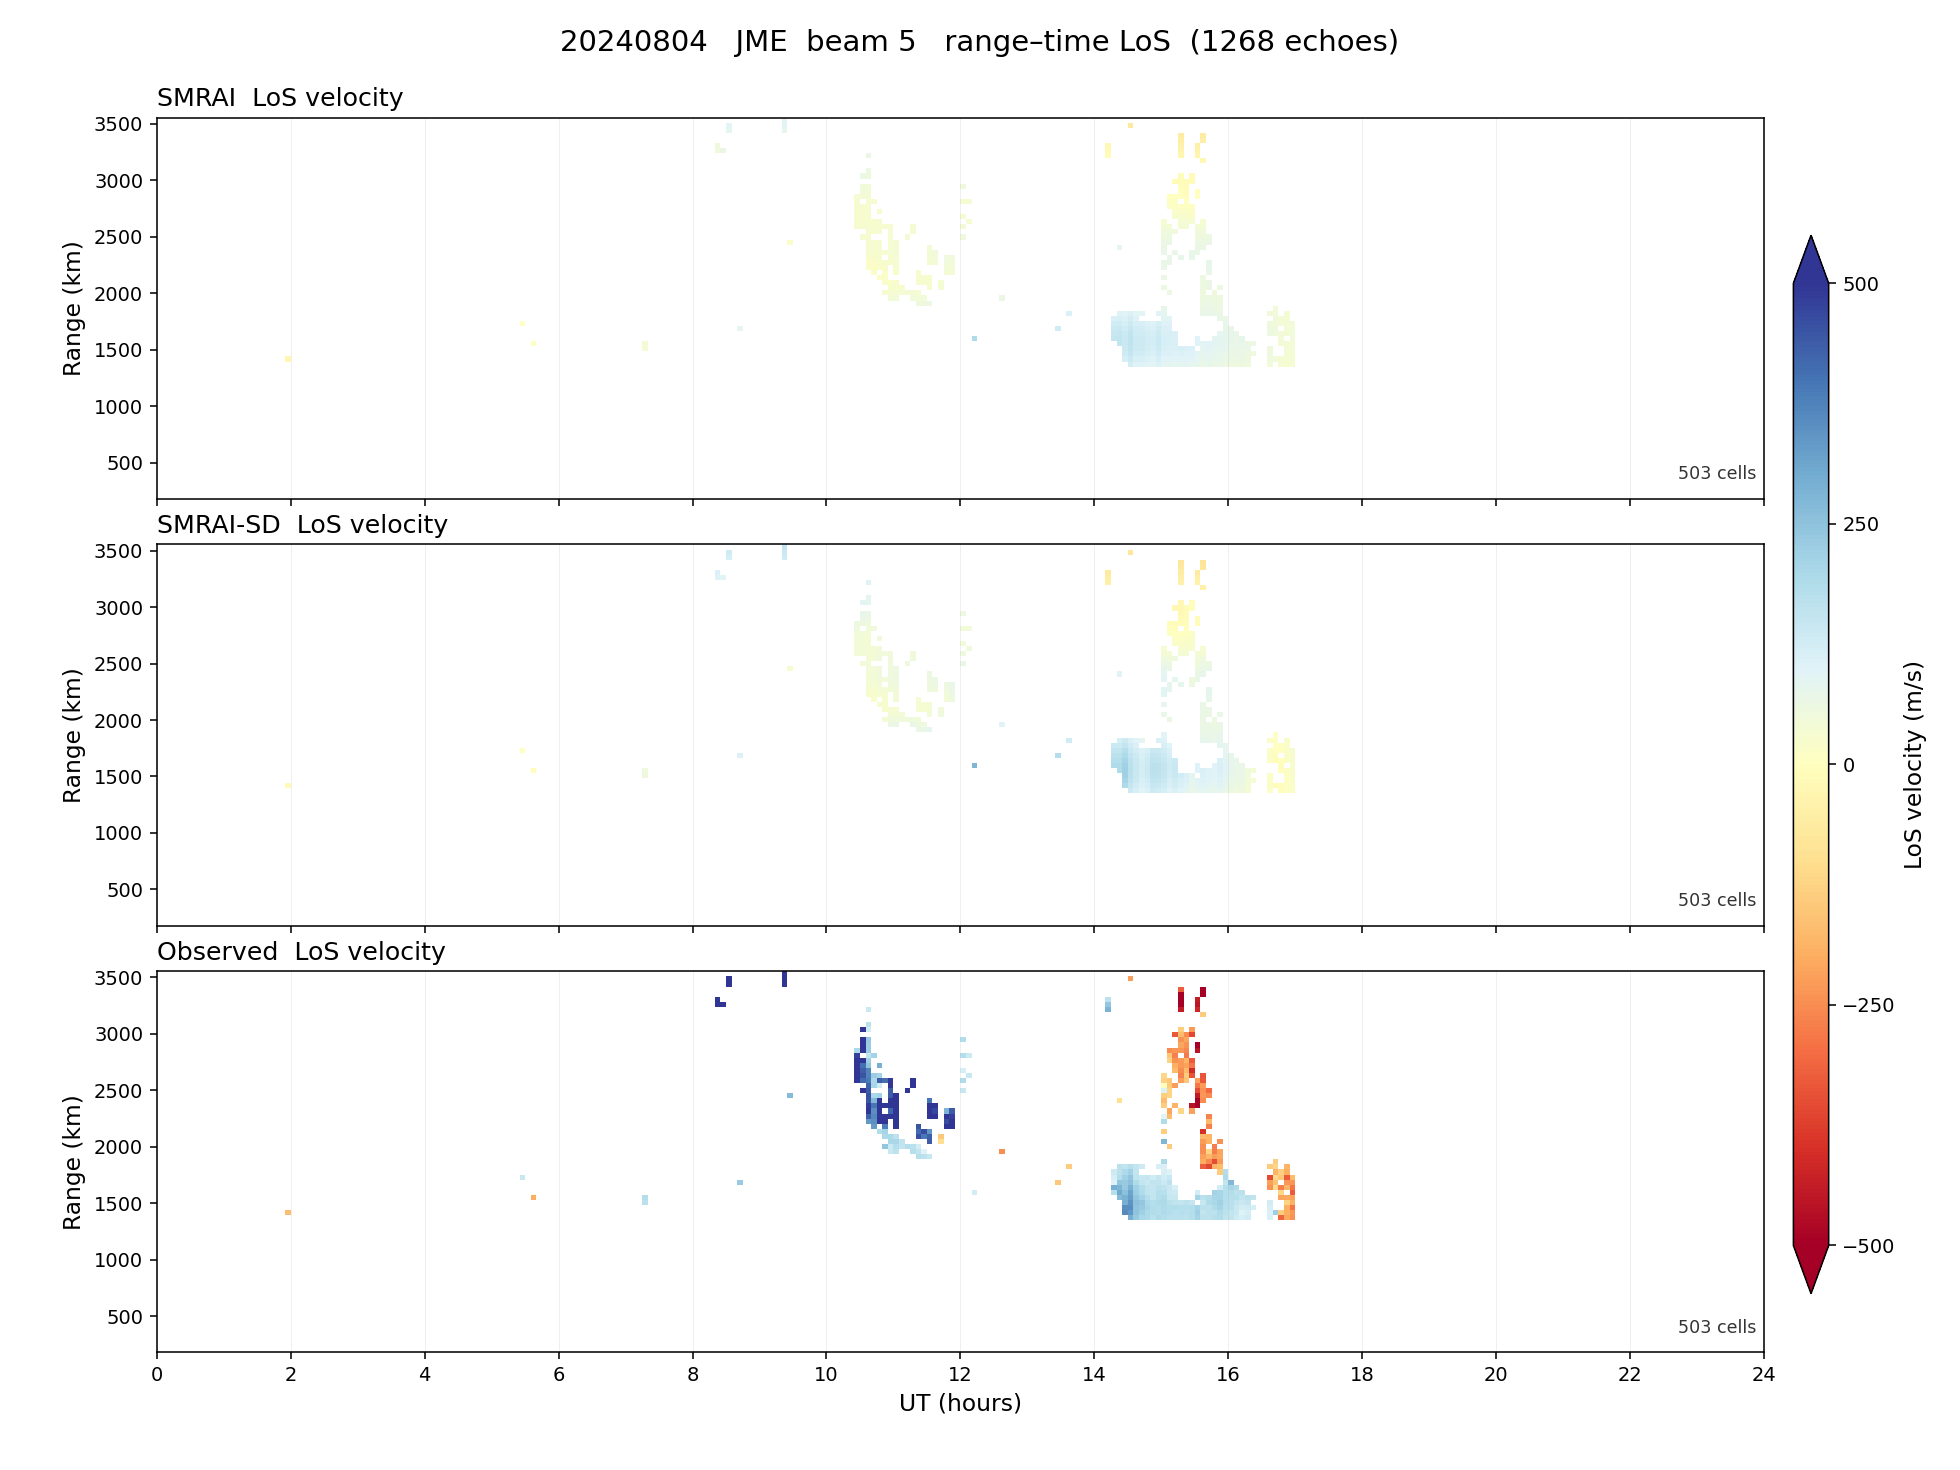 20240804 JME beam 5 range–time LoS (1268 echoes)
SMRAI LoS velocity
3500
3000
2500
2000
1500
1000
500
Range (km)
503 cells
SMRAI-SD LoS velocity
3500
3000
2500
2000
1500
1000
500
Range (km)
503 cells
Observed LoS velocity
3500
3000
2500
2000
1500
1000
500
Range (km)
503 cells
0 2 4 6 8 10 12 14 16 18 20 22 24
UT (hours)
500
250
0
−250
−500
LoS velocity (m/s)